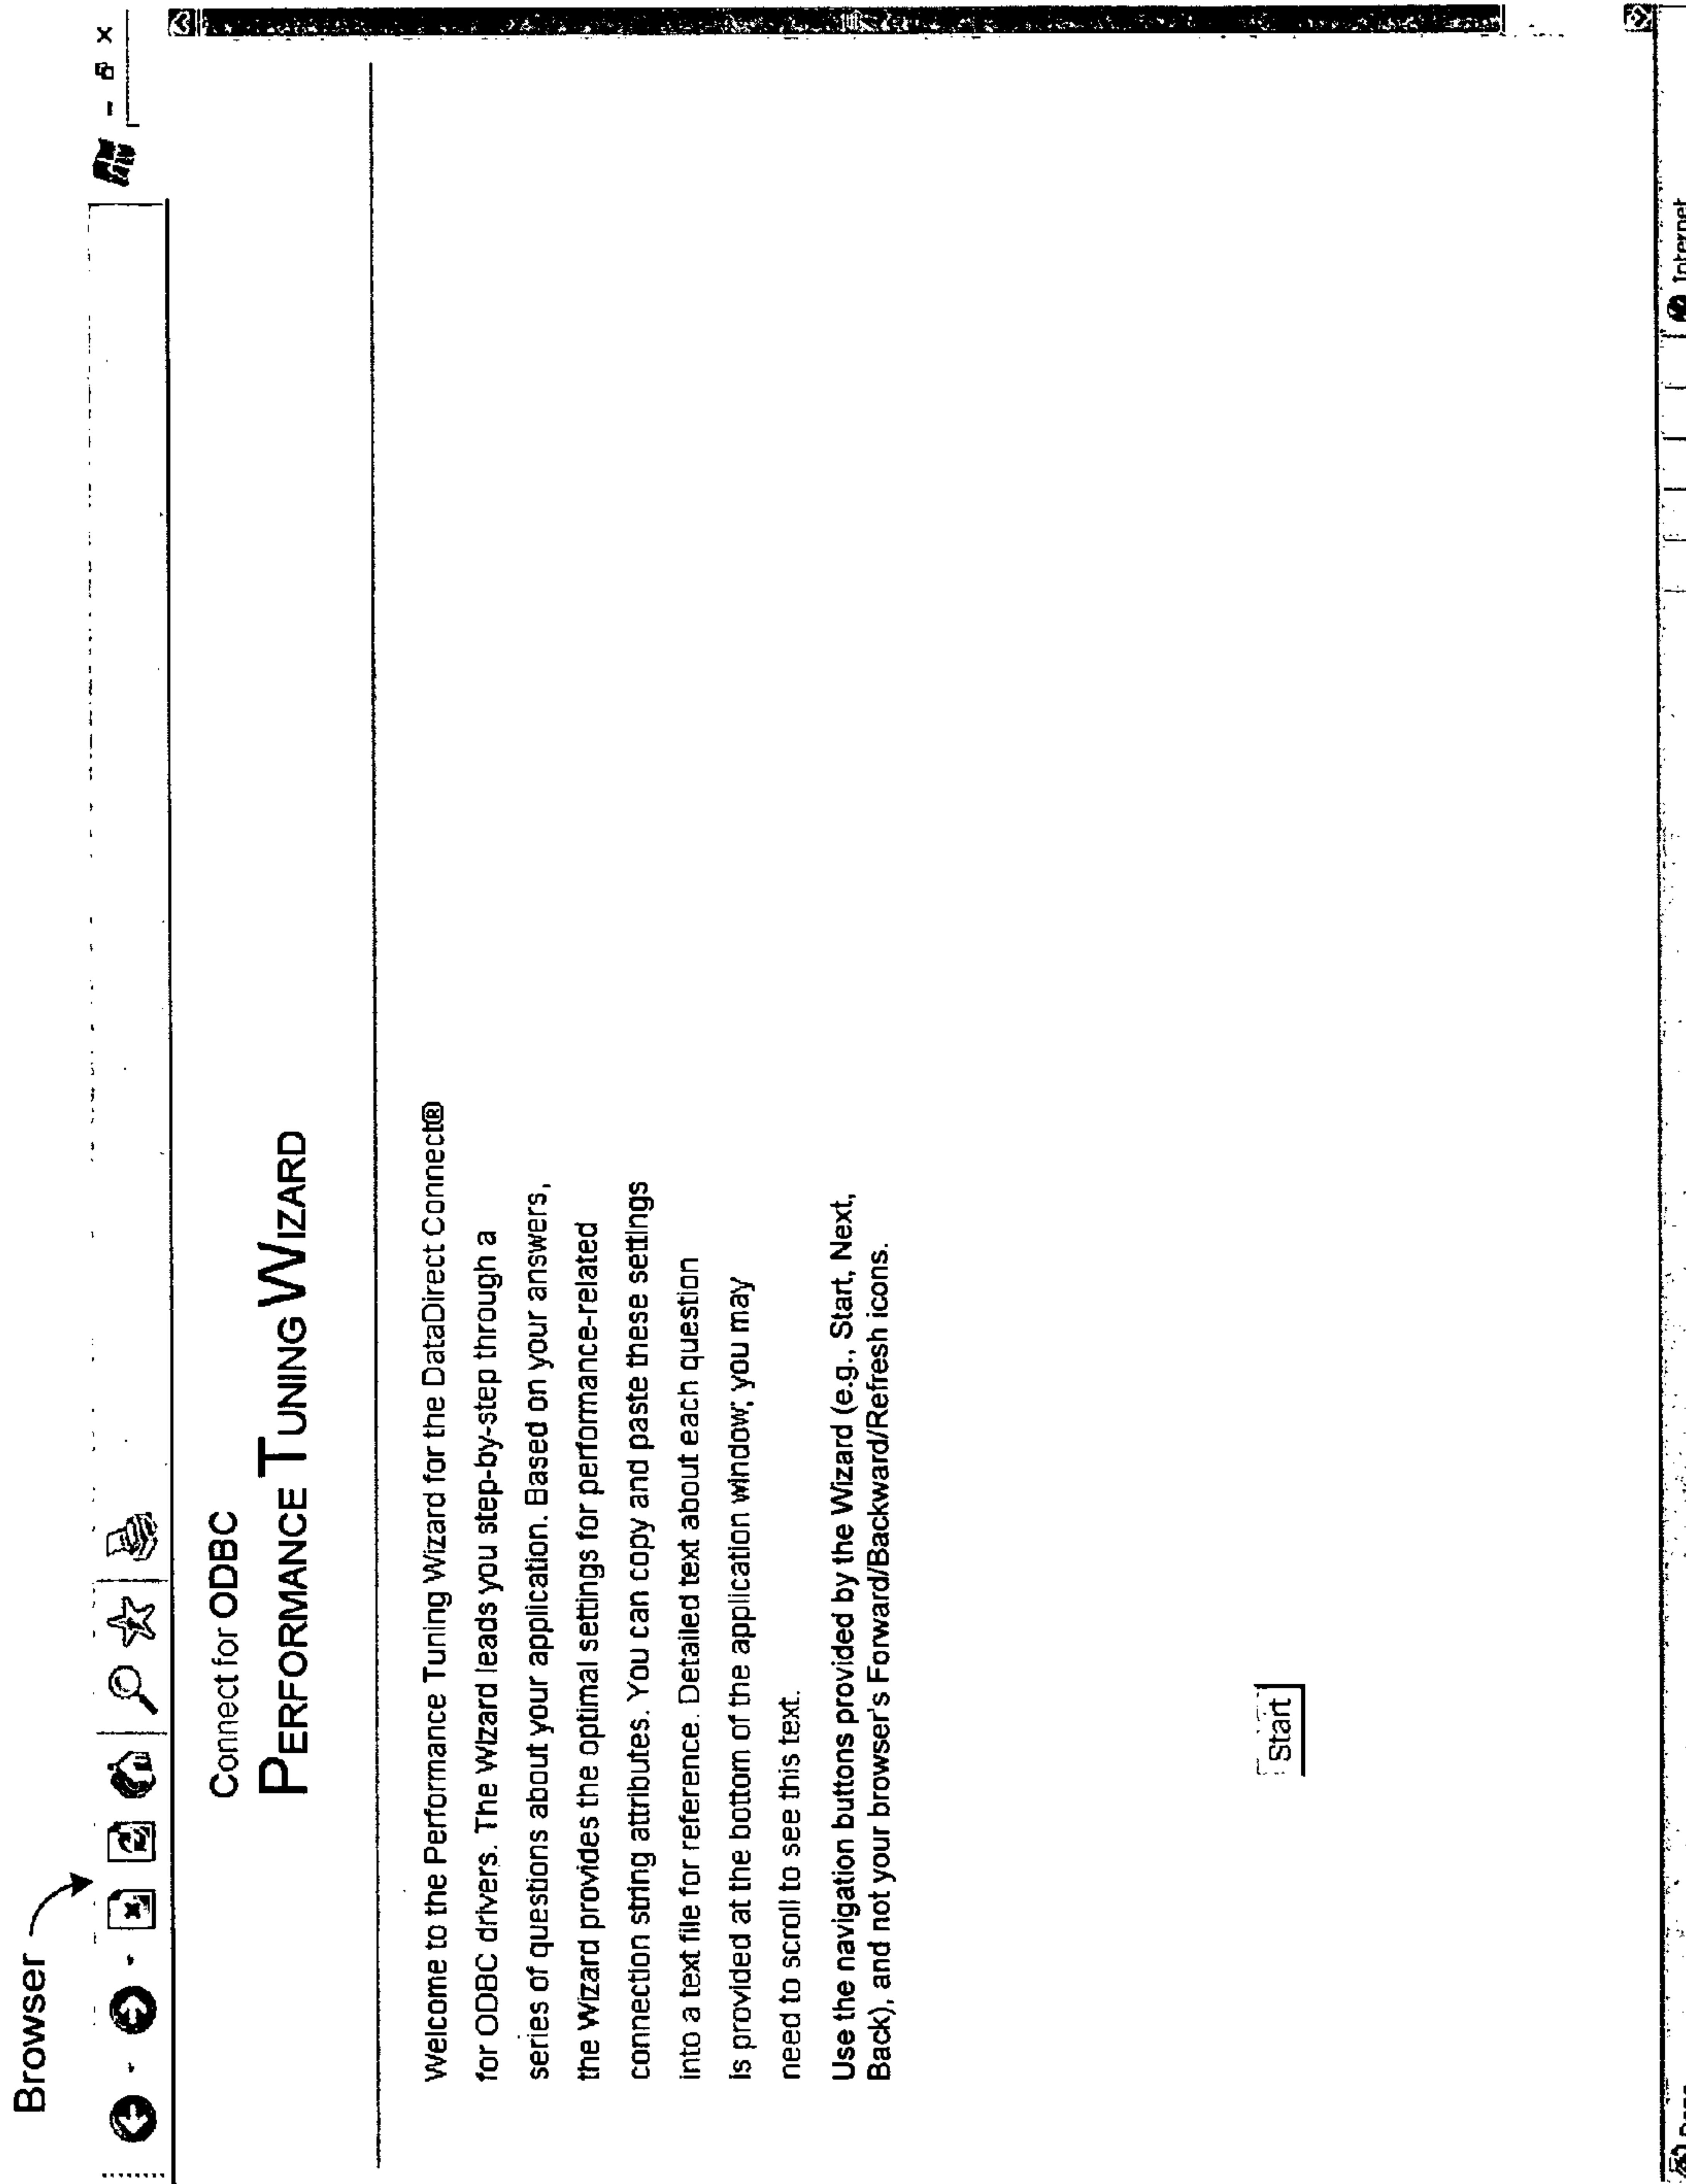 Browser
Connect for ODBC
PERFORMANCE TUNING WIZARD
Welcome to the Performance Tuning Wizard for the DataDirect Connect®
for ODBC drivers. The Wizard leads you step-by-step through a
series of questions about your application. Based on your answers,
the Wizard provides the optimal settings for performance-related
connection string attributes. You can copy and paste these settings
into a text file for reference. Detailed text about each question
is provided at the bottom of the application window; you may
need to scroll to see this text.
Use the navigation buttons provided by the Wizard (e.g., Start, Next,
Back), and not your browser's Forward/Backward/Refresh icons.
Start
Internet